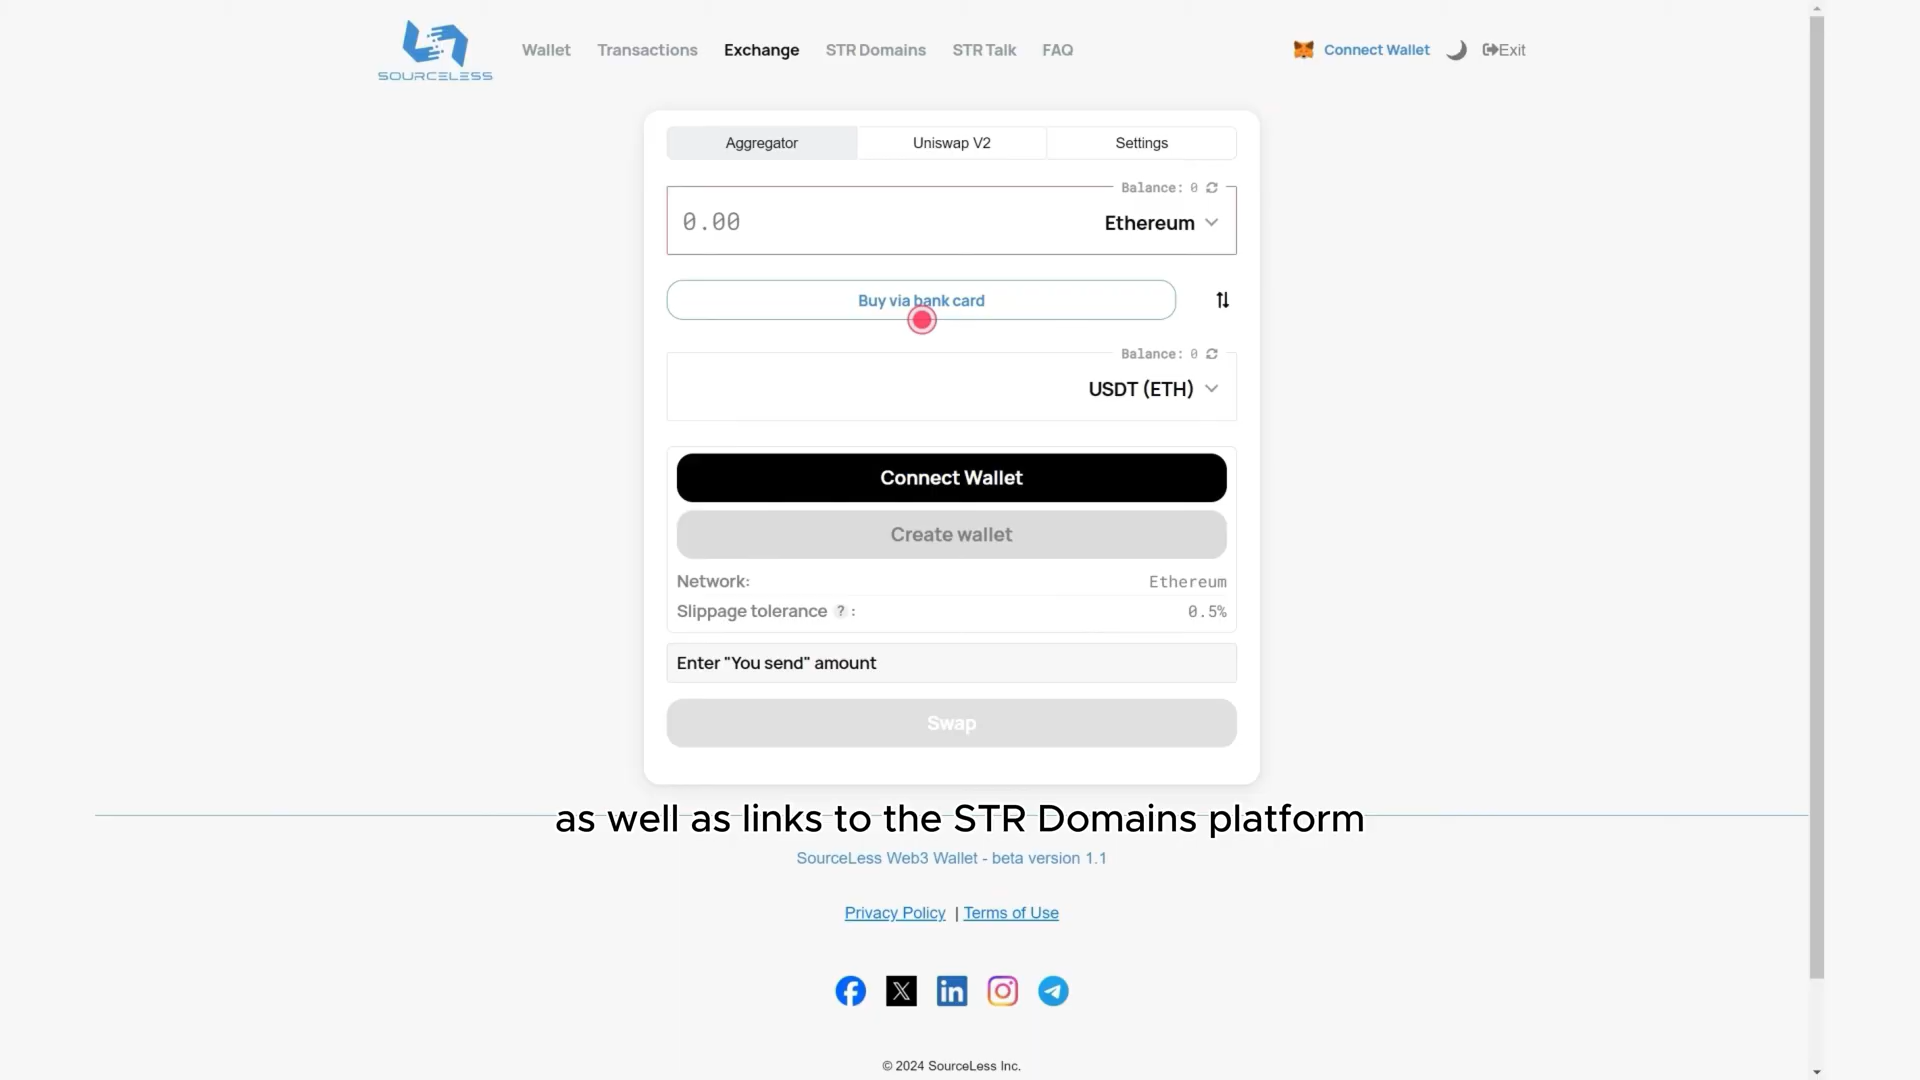 SOURCELESS
Wallet
Transactions
Exchange
STR Domains
STR Talk
FAQ
Connect Wallet
Exit
Aggregator
Uniswap V2
Settings
Balance: 0
0.00
Ethereum
Buy via bank card
Balance: 0
USDT (ETH)
Connect Wallet
Create wallet
Network:
Ethereum
Slippage tolerance ? :
0.5%
Enter "You send" amount
Swap
as well as links to the STR Domains platform
SourceLess Web3 Wallet - beta version 1.1
Privacy Policy | Terms of Use
© 2024 SourceLess Inc.